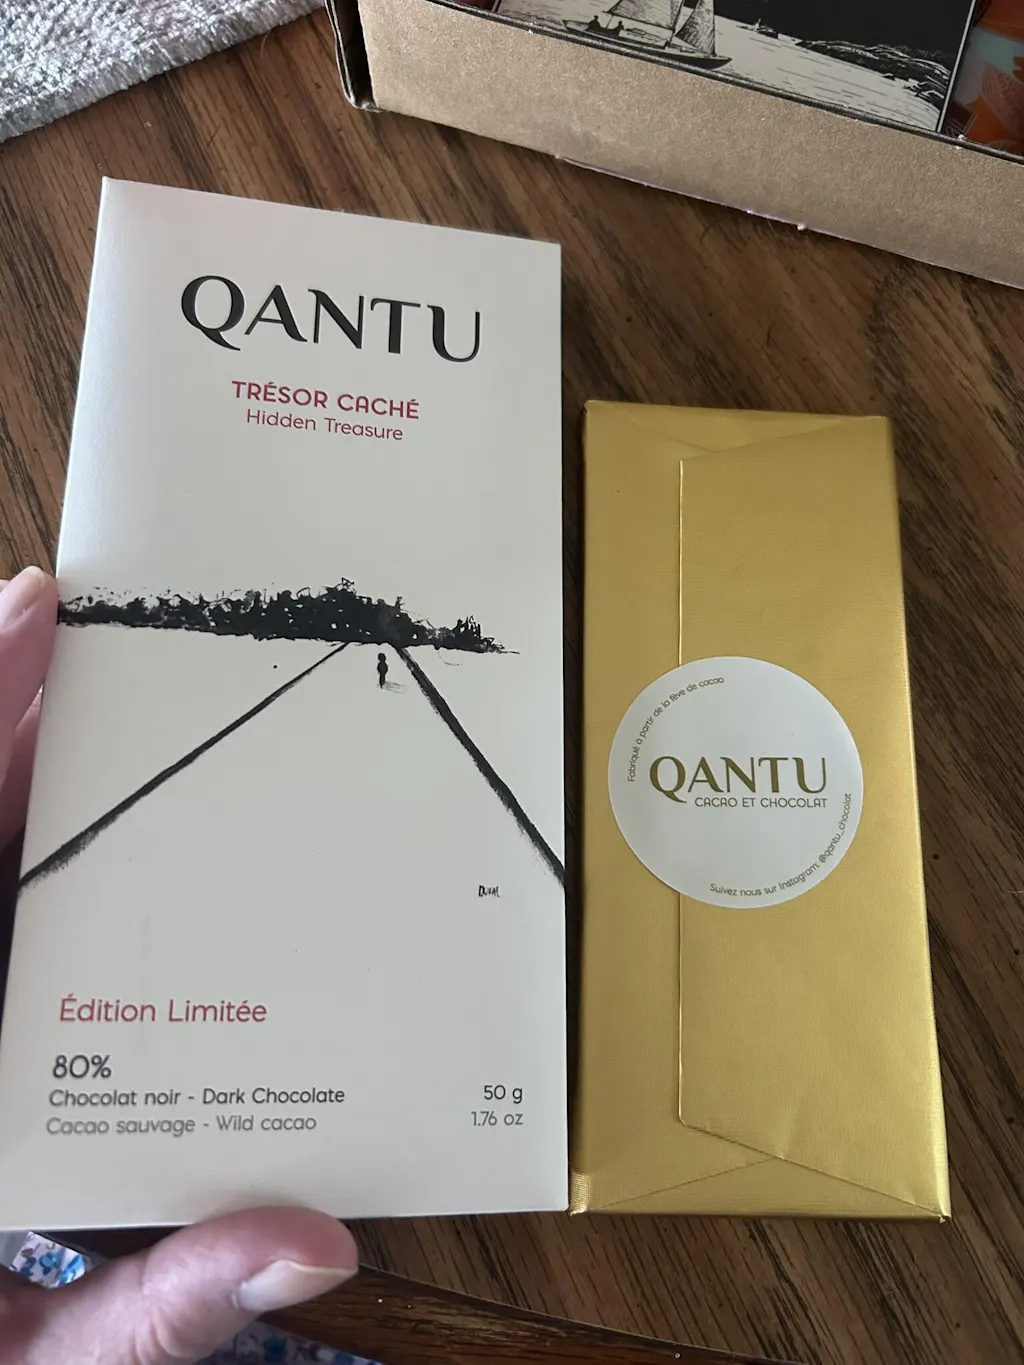 QANTU
TRÉSOR CACHÉ
Hidden Treasure
DUVAL
Édition Limitée
80%
Chocolat noir - Dark Chocolate
Cacao sauvage - Wild cacao
50 g
1.76 oz
Fabriqué à partir de la fève de cacao
QANTU
CACAO ET CHOCOLAT
Suivez nous sur Instagram: @qantu_chocolat